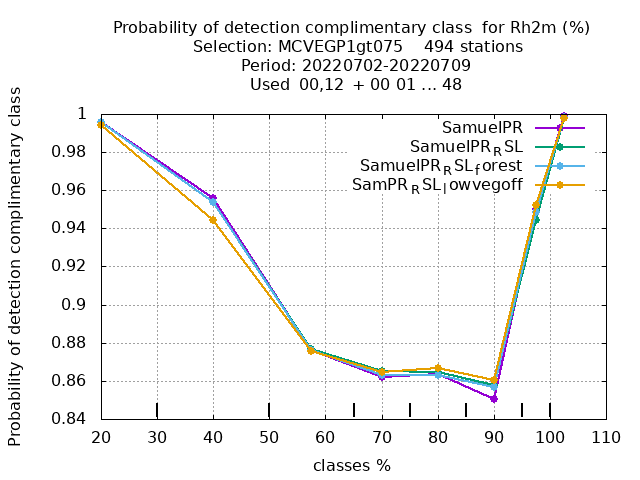 Probability of detection complimentary class  for Rh2m (%)
Selection: MCVEGP1gt075    494 stations
Period: 20220702-20220709
Used  00,12  + 00 01 ... 48
Probability of detection complimentary class
1
0.98
0.96
0.94
0.92
0.9
0.88
0.86
0.84
SamuelPR
SamuelPR_RSL
SamuelPR_RSL_forest
SamPR_RSL_lowvegoff
20 30 40 50 60 70 80 90 100 110
classes %